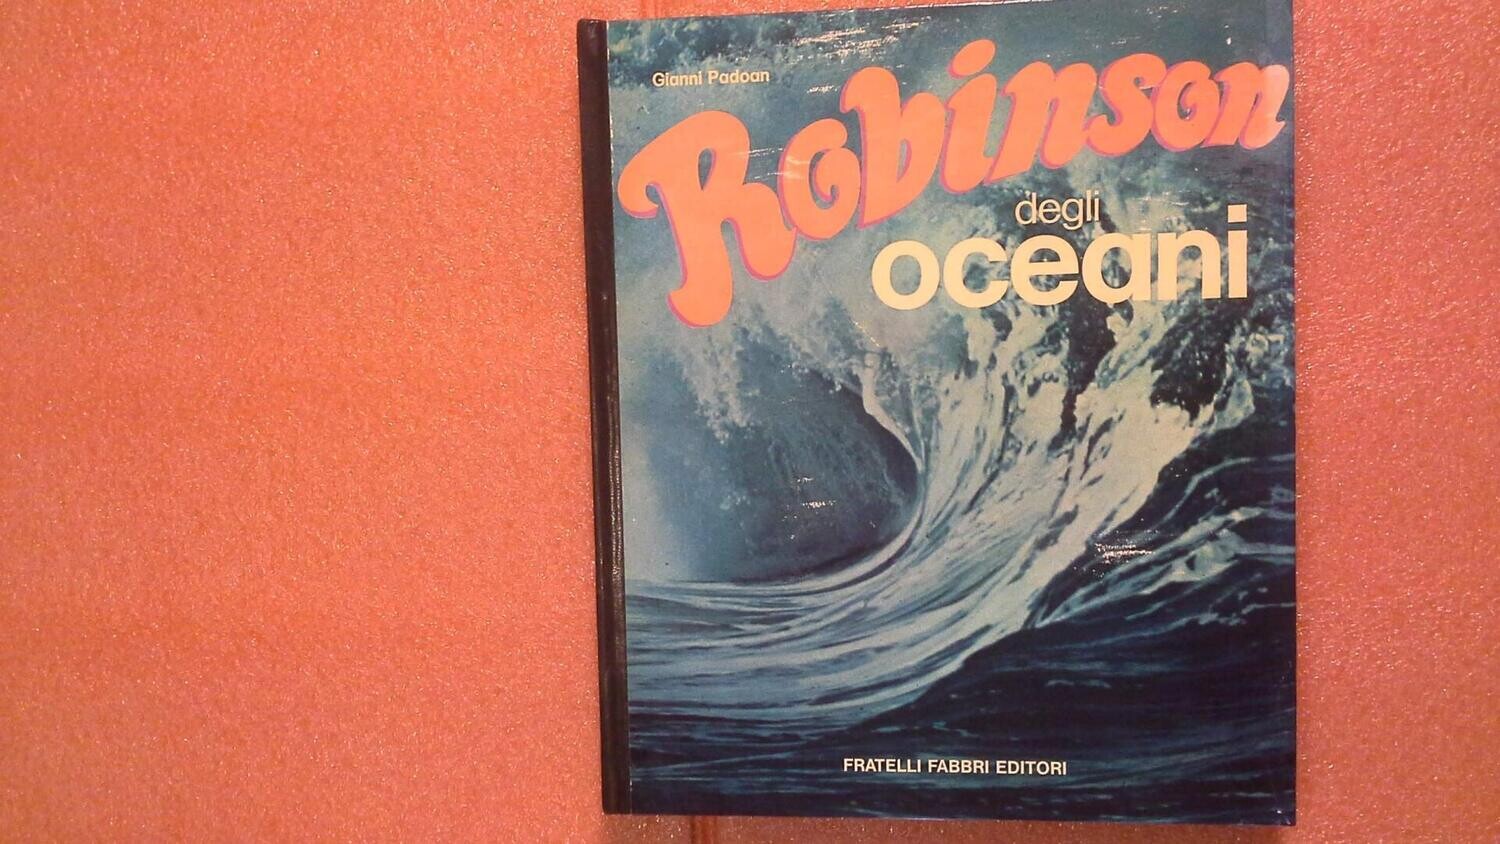 Gianni Padoan
Robinson
degli
oceani
FRATELLI FABBRI EDITORI